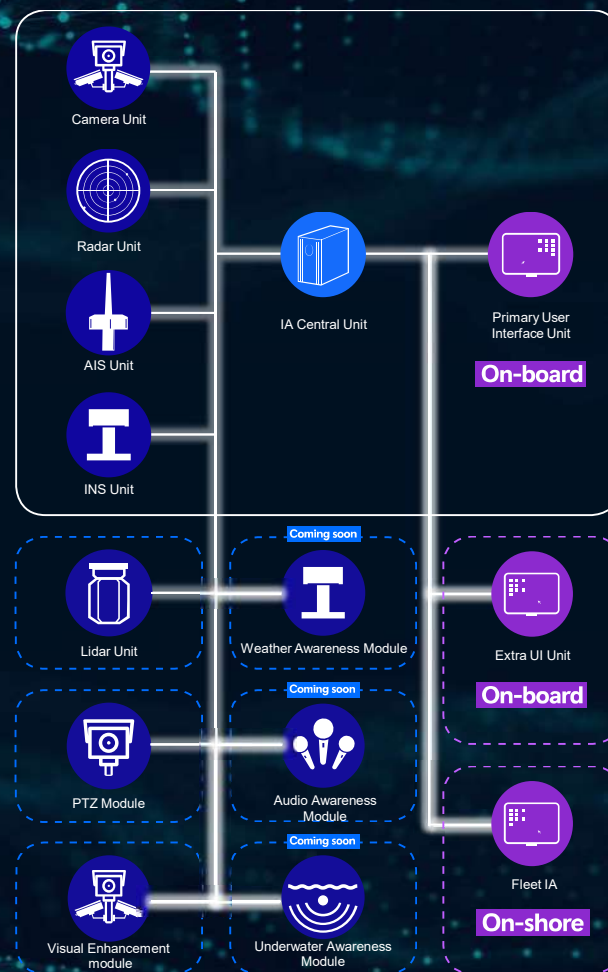 Camera Unit
Radar Unit
IA Central Unit
Primary User
Interface Unit
On-board
AIS Unit
INS Unit
Coming soon
Lidar Unit
Weather Awareness Module
Extra UI Unit
On-board
Coming soon
PTZ Module
Audio Awareness
Module
Coming soon
Fleet IA
On-shore
Visual Enhancement
module
Underwater Awareness
Module